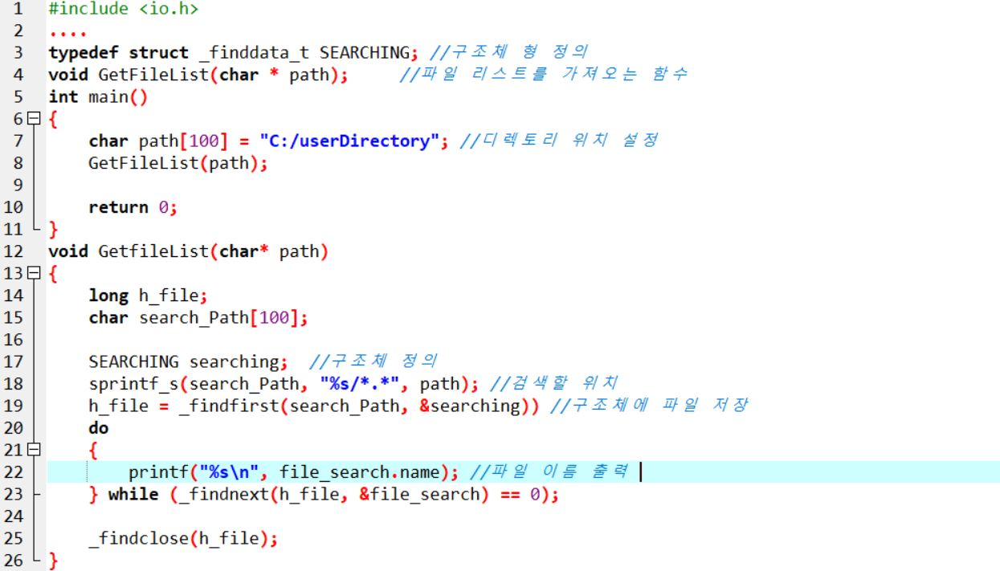 1 #include <io.h>
2 ....
3 typedef struct _finddata_t SEARCHING; //구조체 형 정의
4 void GetFileList(char * path); //파일 리스트를 가져오는 함수
5 int main()
6 {
7 char path[100] = "C:/userDirectory"; //디렉토리 위치 설정
8 GetFileList(path);
9
10 return 0;
11 }
12 void GetfileList(char* path)
13 {
14 long h_file;
15 char search_Path[100];
16
17 SEARCHING searching; //구조체 정의
18 sprintf_s(search_Path, "%s/*.*", path); //검색할 위치
19 h_file = _findfirst(search_Path, &searching)) //구조체에 파일 저장
20 do
21 {
22 printf("%s\n", file_search.name); //파일 이름 출력
23 } while (_findnext(h_file, &file_search) == 0);
24
25 _findclose(h_file);
26 }